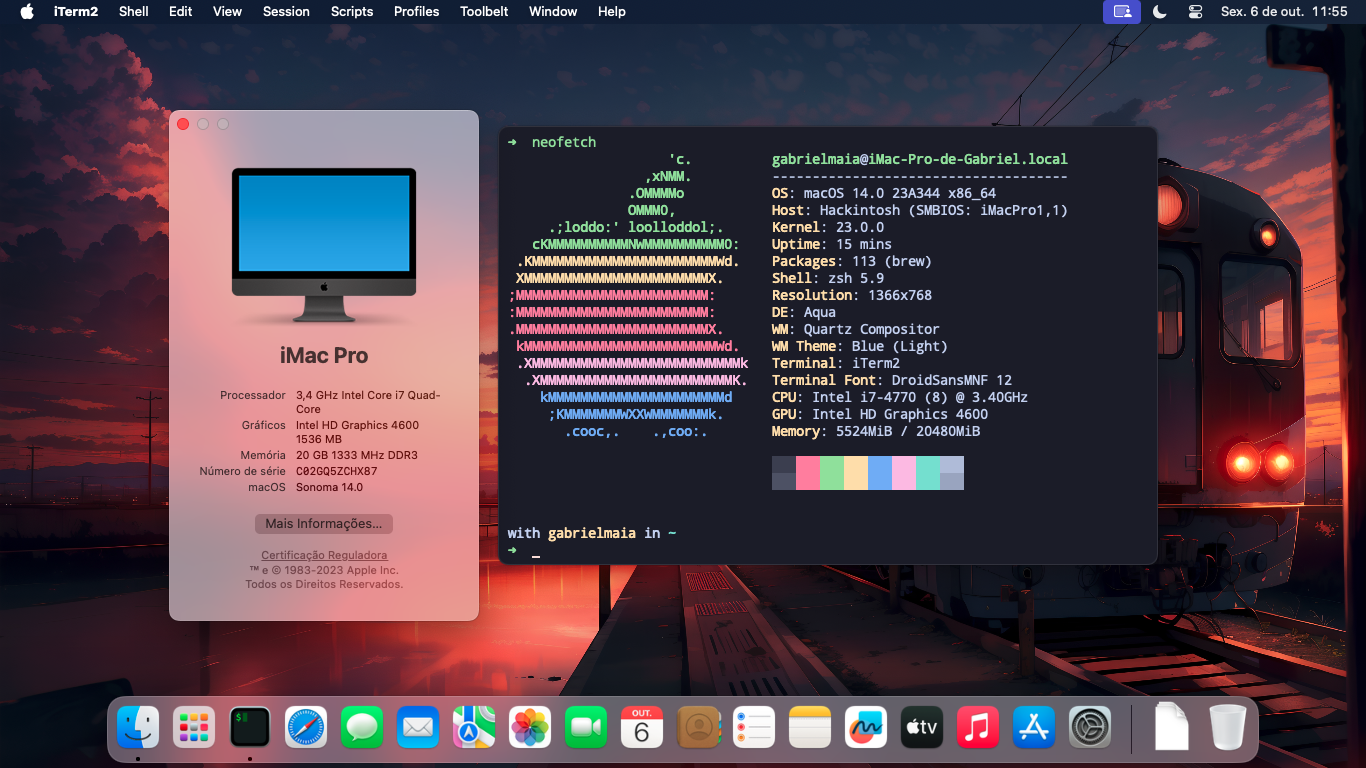 iTerm2 Shell Edit View Session Scripts Profiles Toolbelt Window Help Sex. 6 de out. 11:55
iMac Pro
Processador 3,4 GHz Intel Core i7 Quad-
Core
Gráficos Intel HD Graphics 4600
1536 MB
Memória 20 GB 1333 MHz DDR3
Número de série C02GQ5ZCHX87
macOS Sonoma 14.0
Mais Informações...
Certificação Reguladora
™ e © 1983-2023 Apple Inc.
Todos os Direitos Reservados.
➜ neofetch
'c.
,xNMM.
.OMMMMo
OMMM0,
.;loddo:' loolloddol;.
cKMMMMMMMMMMNWMMMMMMMMMM0:
.KMMMMMMMMMMMMMMMMMMMMMMMWd.
XMMMMMMMMMMMMMMMMMMMMMMMX.
;MMMMMMMMMMMMMMMMMMMMMMMM:
:MMMMMMMMMMMMMMMMMMMMMMMM:
.MMMMMMMMMMMMMMMMMMMMMMMMX.
kMMMMMMMMMMMMMMMMMMMMMMMMWd.
.XMMMMMMMMMMMMMMMMMMMMMMMMMMk
.XMMMMMMMMMMMMMMMMMMMMMMMMK.
kMMMMMMMMMMMMMMMMMMMMMMd
;KMMMMMMMWXXWMMMMMMMk.
.cooc,. .,coo:.
gabrielmaia@iMac-Pro-de-Gabriel.local
-------------------------------------
OS: macOS 14.0 23A344 x86_64
Host: Hackintosh (SMBIOS: iMacPro1,1)
Kernel: 23.0.0
Uptime: 15 mins
Packages: 113 (brew)
Shell: zsh 5.9
Resolution: 1366x768
DE: Aqua
WM: Quartz Compositor
WM Theme: Blue (Light)
Terminal: iTerm2
Terminal Font: DroidSansMNF 12
CPU: Intel i7-4770 (8) @ 3.40GHz
GPU: Intel HD Graphics 4600
Memory: 5524MiB / 20480MiB
with gabrielmaia in ~
➜ _
$
OUT.
6
tv